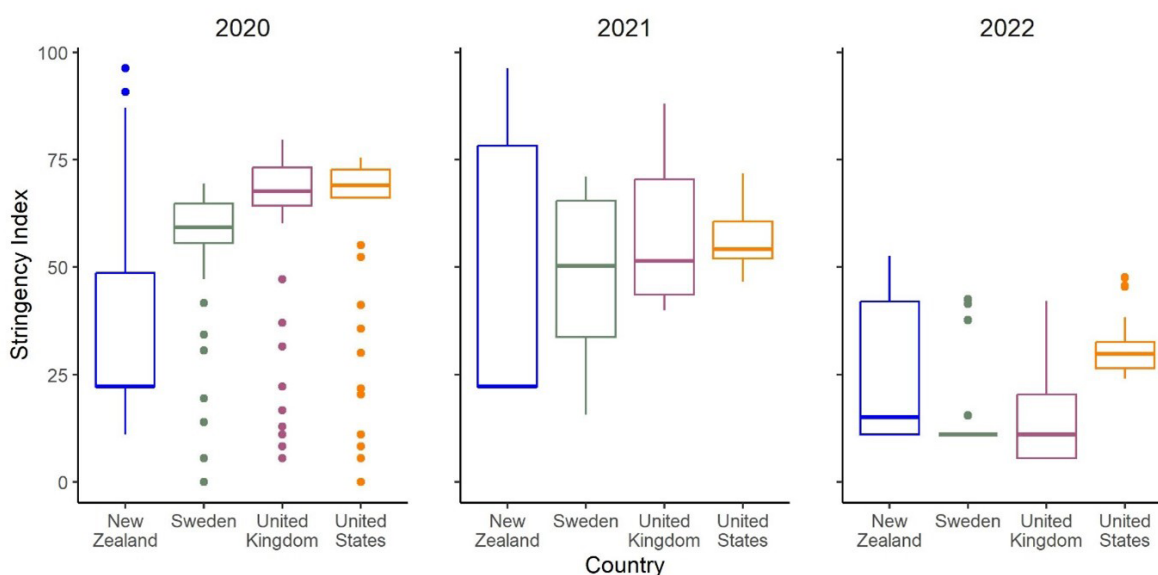 2020
2021
2022
Stringency Index
100
75
50
25
0
New
Zealand
Sweden
United
Kingdom
United
States
New
Zealand
Sweden
United
Kingdom
United
States
New
Zealand
Sweden
United
Kingdom
United
States
Country